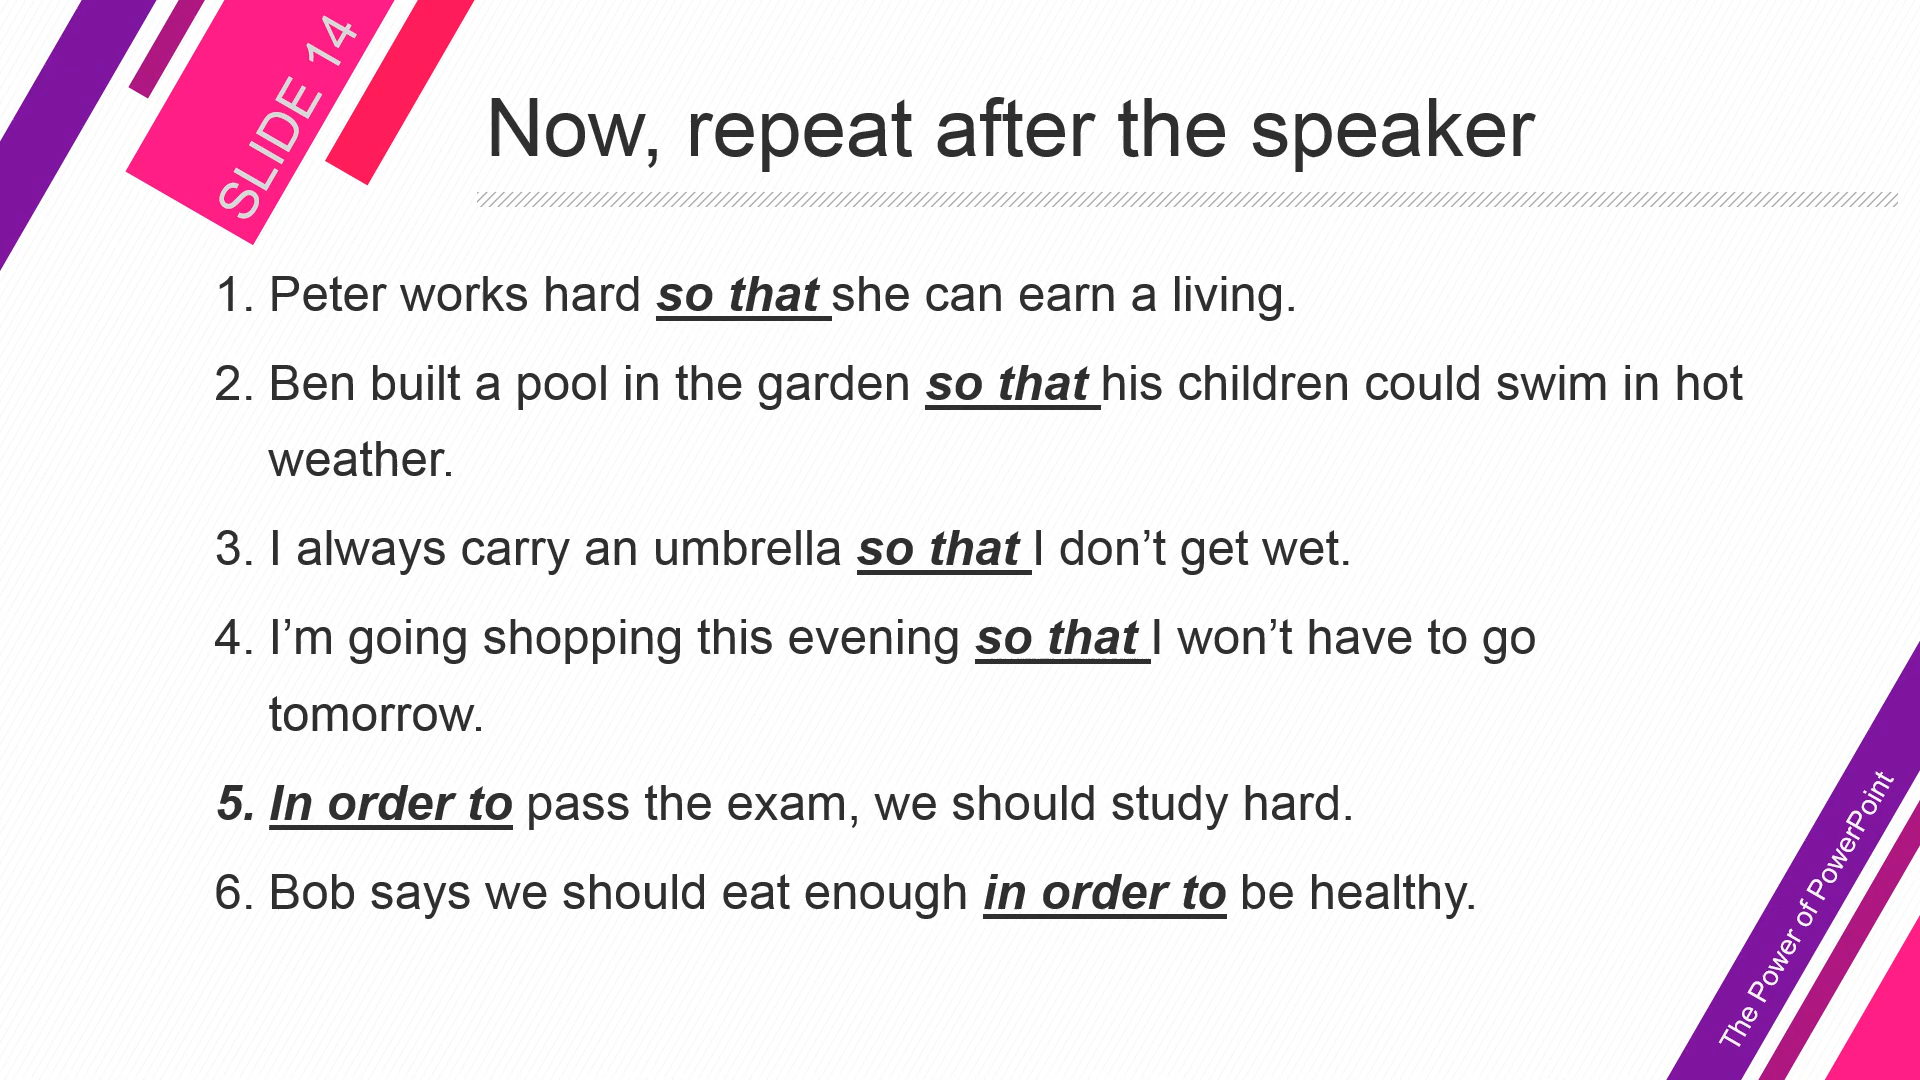 SLIDE 14
Now, repeat after the speaker
1. Peter works hard so that she can earn a living.
2. Ben built a pool in the garden so that his children could swim in hot
weather.
3. I always carry an umbrella so that I don’t get wet.
4. I’m going shopping this evening so that I won’t have to go
tomorrow.
5. In order to pass the exam, we should study hard.
6. Bob says we should eat enough in order to be healthy.
The Power of PowerPoint